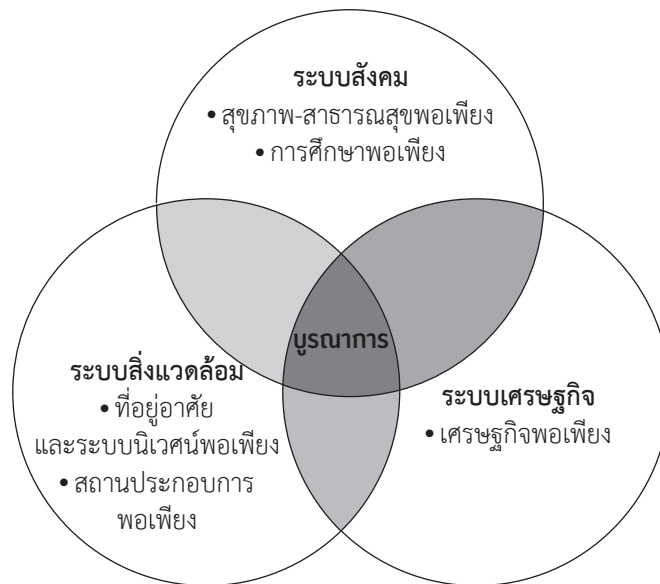 ระบบสังคม
• สุขภาพ-สาธารณสุขพอเพียง
• การศึกษาพอเพียง
บูรณาการ
ระบบสิ่งแวดล้อม
• ที่อยู่อาศัย
และระบบนิเวศน์พอเพียง
• สถานประกอบการ
พอเพียง
ระบบเศรษฐกิจ
• เศรษฐกิจพอเพียง